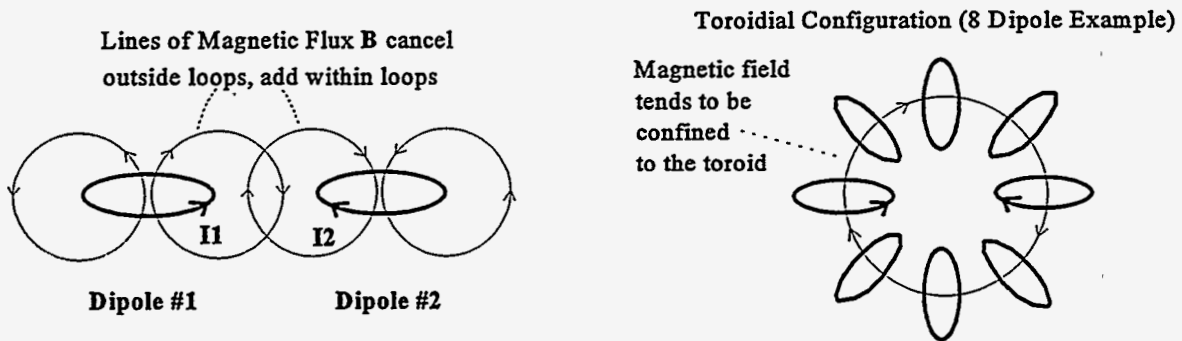 Lines of Magnetic Flux B cancel
outside loops, add within loops
I1
I2
Dipole #1
Dipole #2
Toroidial Configuration (8 Dipole Example)
Magnetic field
tends to be
confined
to the toroid